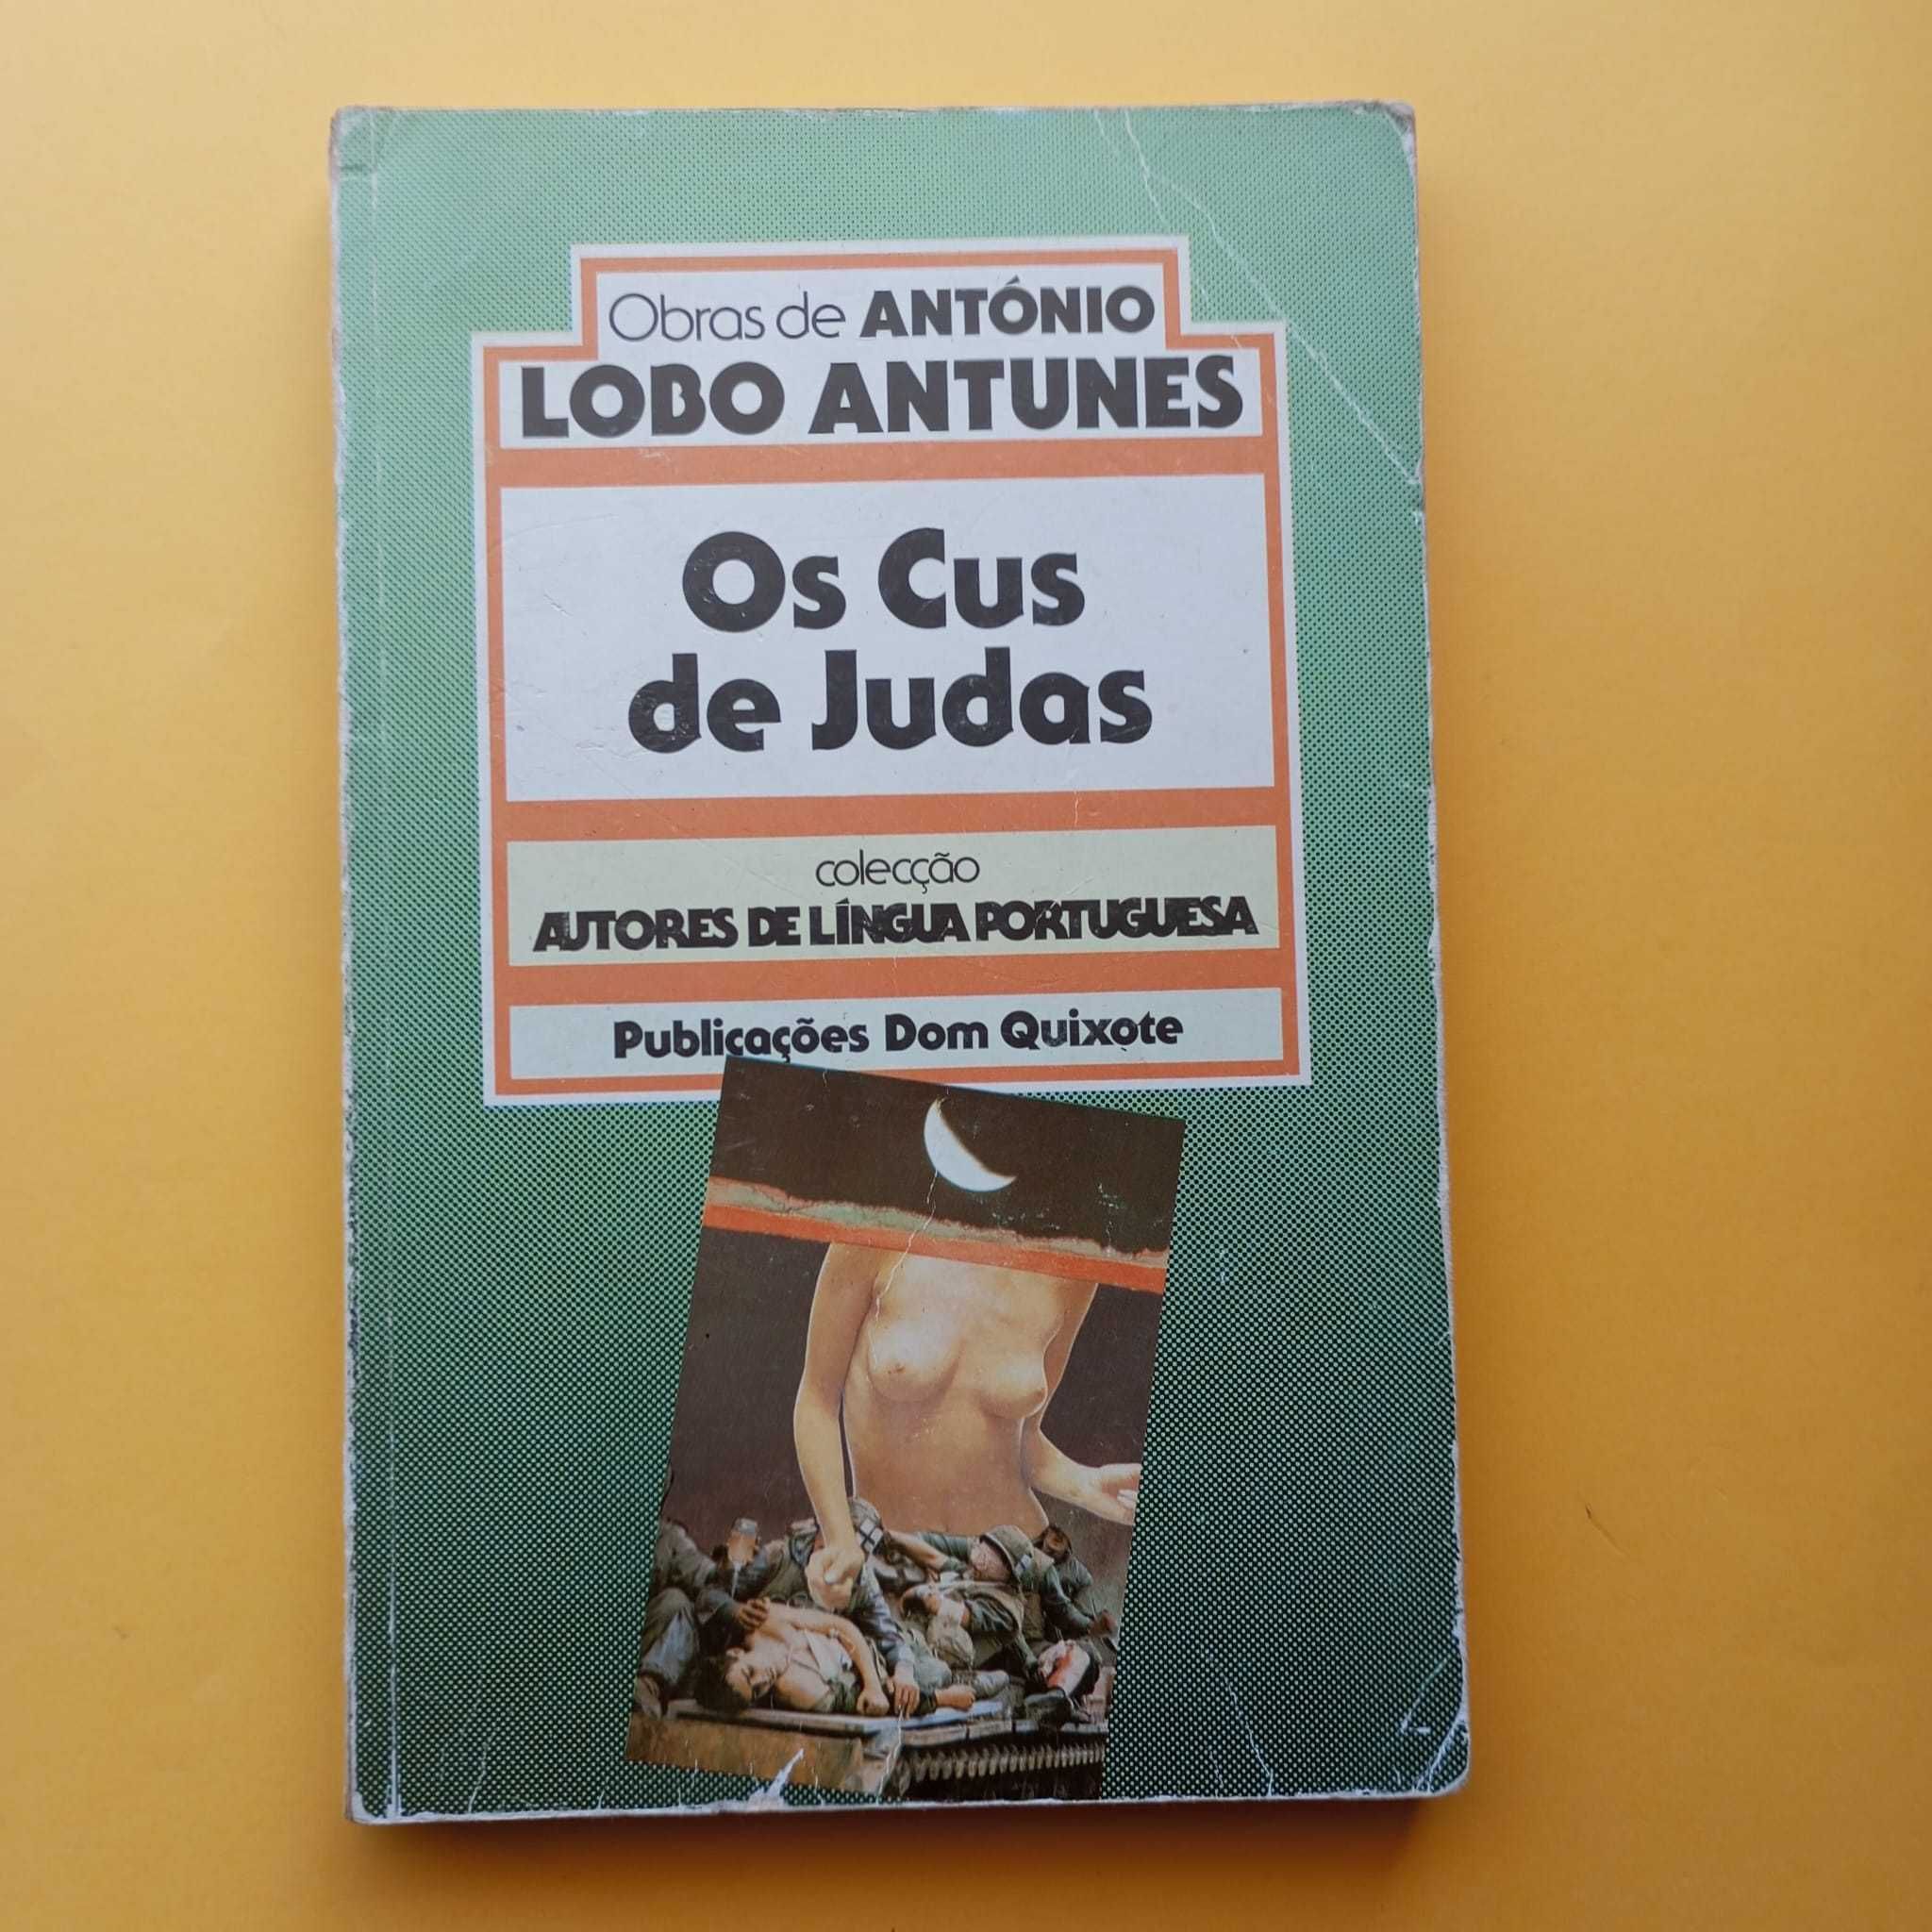 Obras de ANTÓNIO
LOBO ANTUNES
Os Cus
de Judas
colecção
AUTORES DE LÍNGUA PORTUGUESA
Publicações Dom Quixote